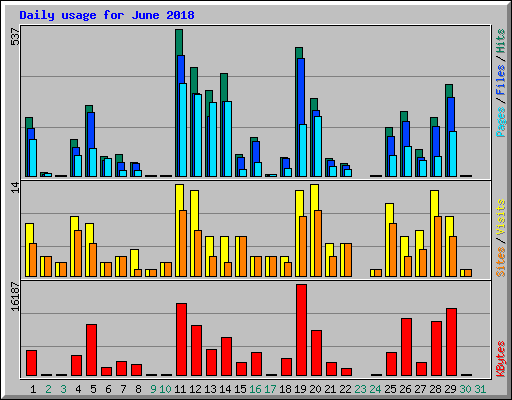 Daily usage for June 2018
537
Pages / Files / Hits
14
Sites / Visits
16187
KBytes
1 2 3 4 5 6 7 8 9 10 11 12 13 14 15 16 17 18 19 20 21 22 23 24 25 26 27 28 29 30 31